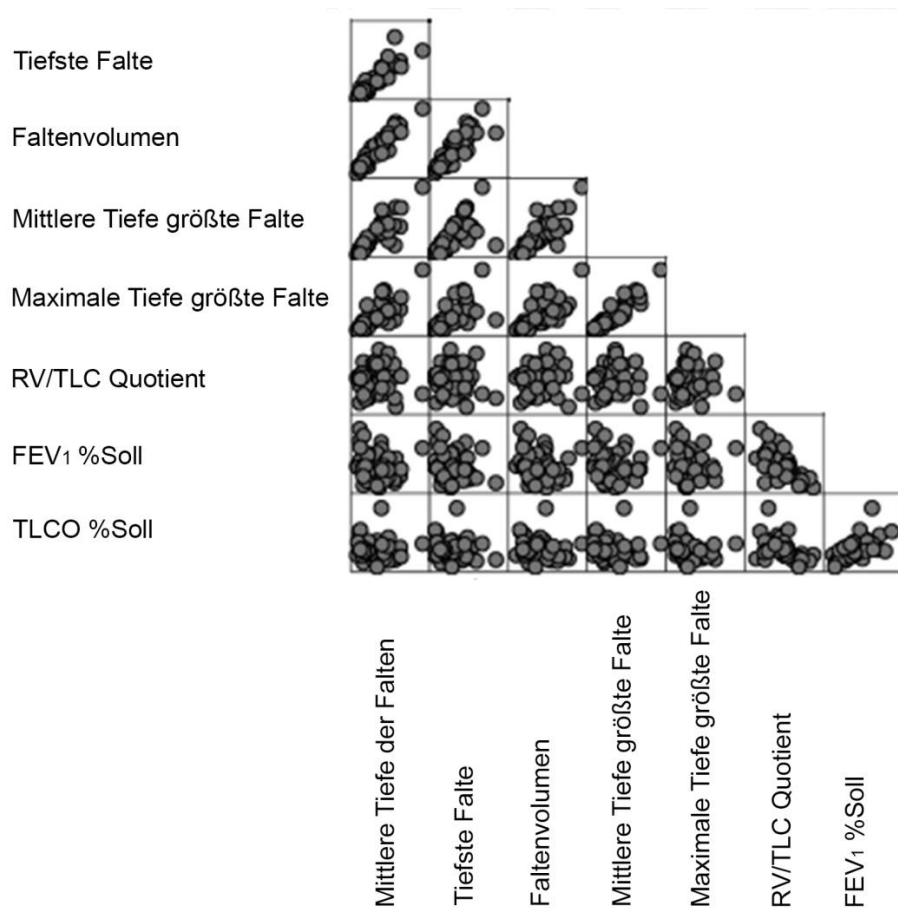 Tiefste Falte
Faltenvolumen
Mittlere Tiefe größte Falte
Maximale Tiefe größte Falte
RV/TLC Quotient
FEV₁ %Soll
TLCO %Soll
Mittlere Tiefe der Falten
Tiefste Falte
Faltenvolumen
Mittlere Tiefe größte Falte
Maximale Tiefe größte Falte
RV/TLC Quotient
FEV₁ %Soll